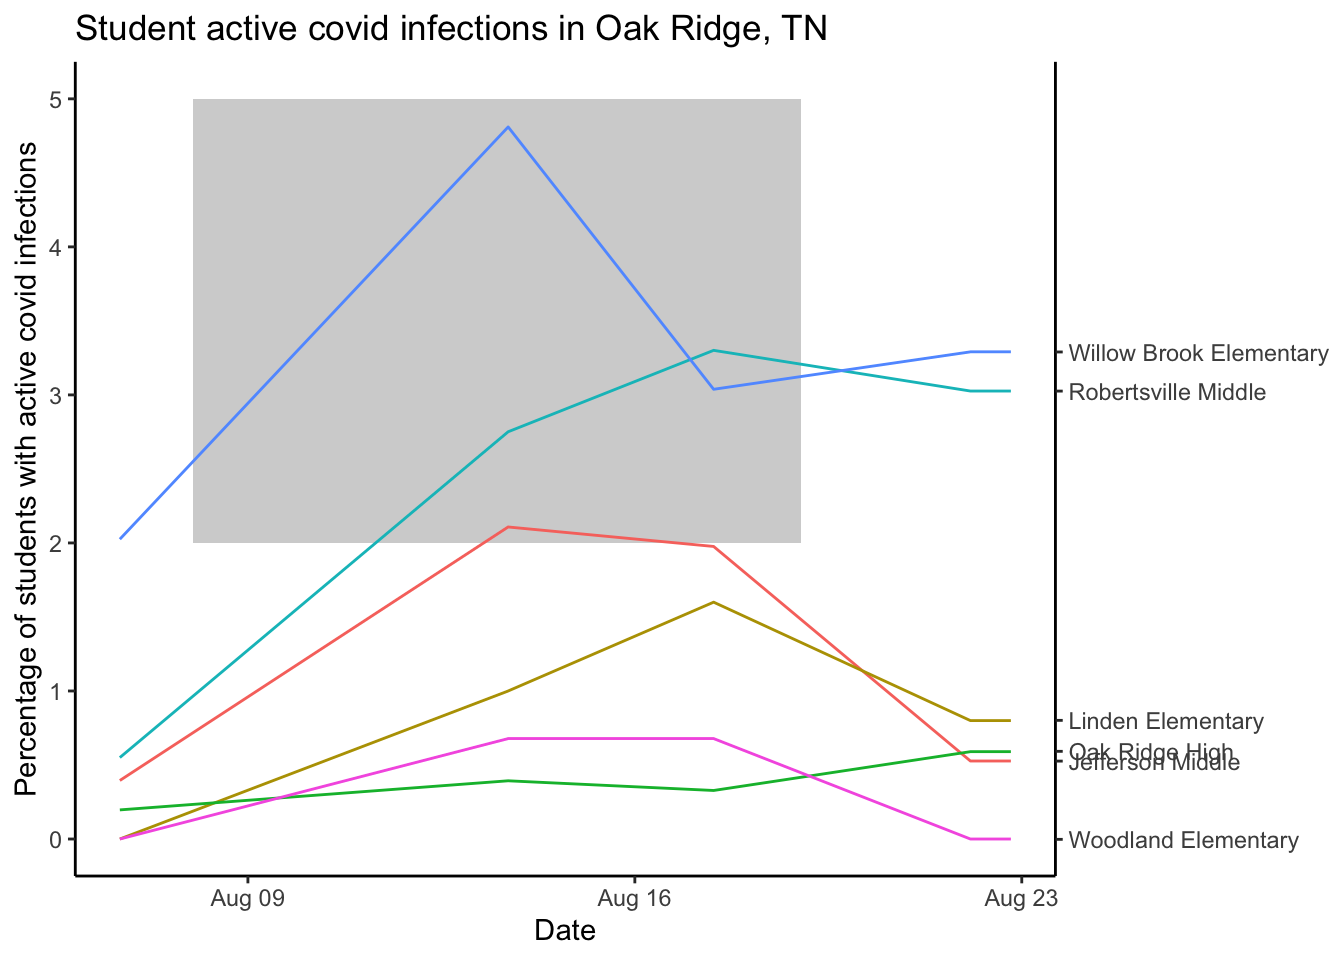 Student active covid infections in Oak Ridge, TN
Percentage of students with active covid infections
5
4
3
2
1
0
Willow Brook Elementary
Robertsville Middle
Linden Elementary
Oak Ridge High
Jefferson Middle
Woodland Elementary
Aug 09
Aug 16
Aug 23
Date